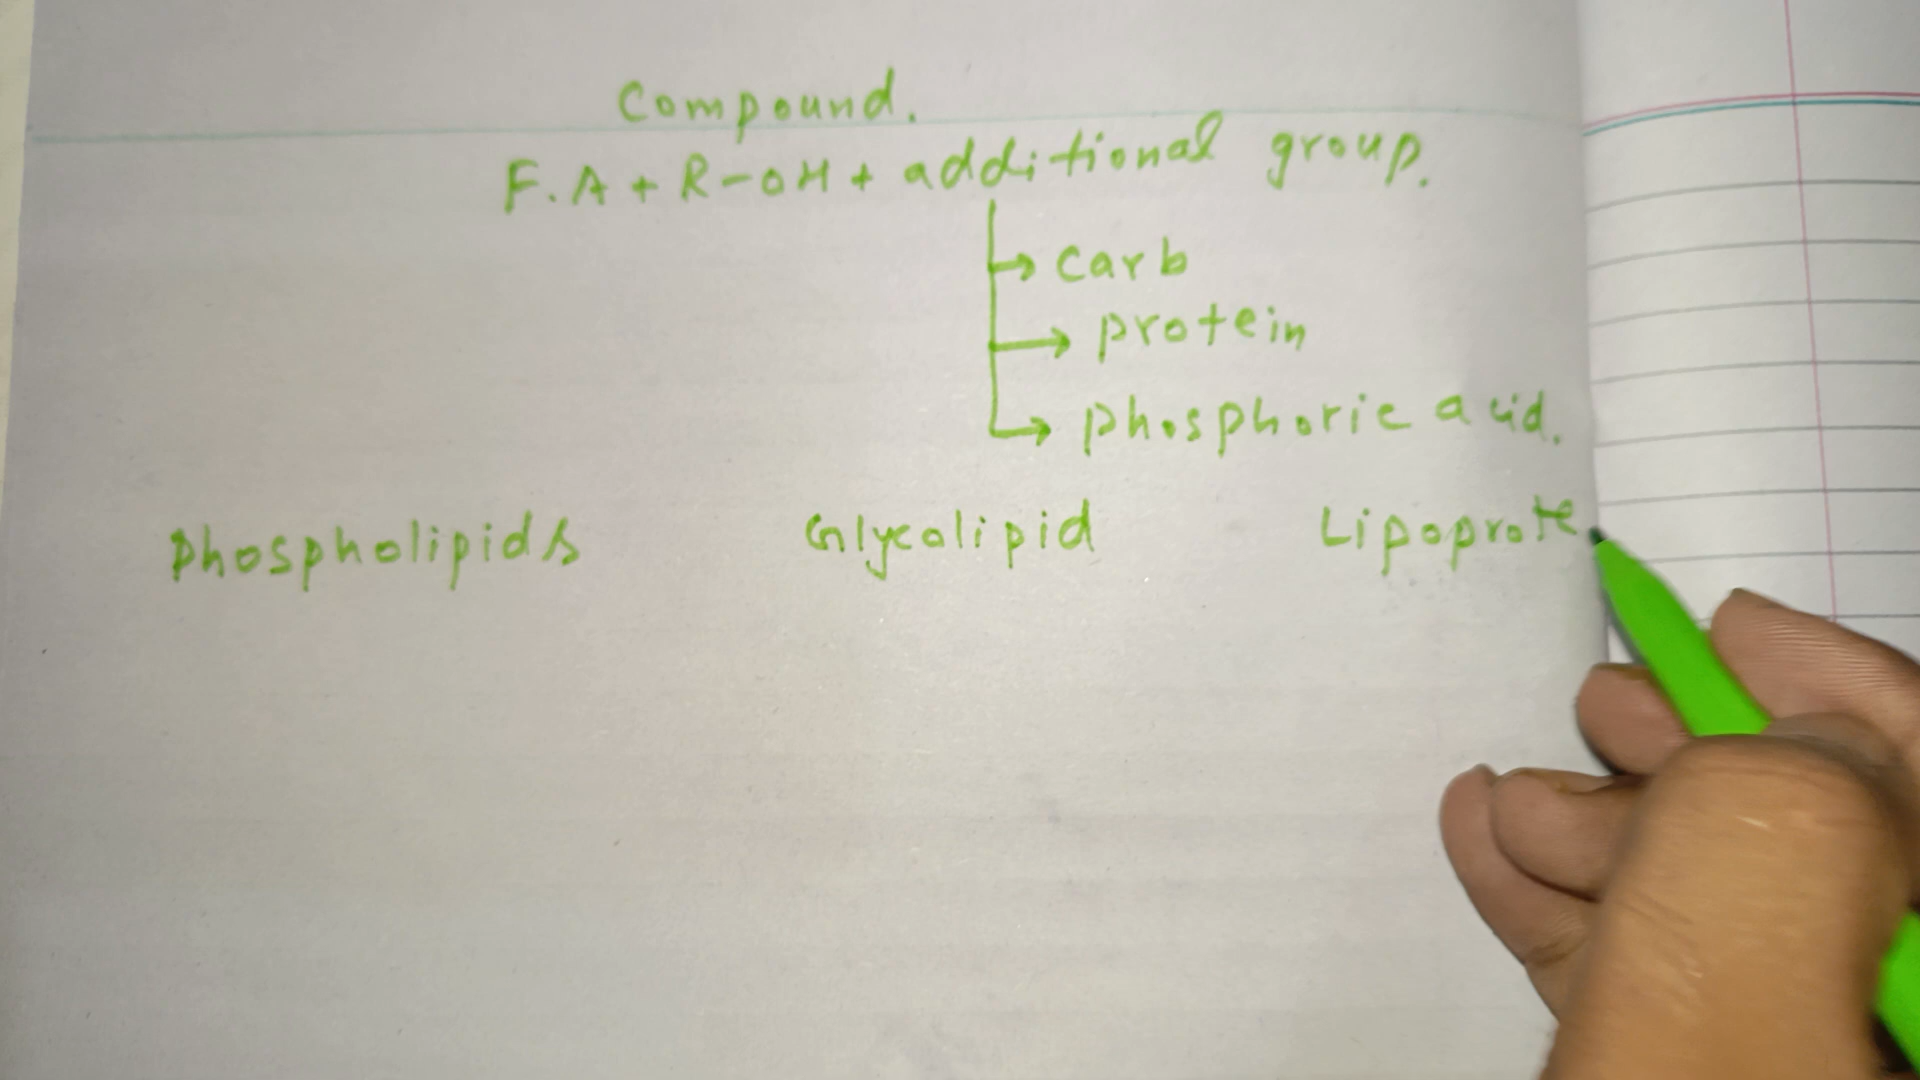 Compound.
F.A + R-OH + additional group.
→ carb
→ protein
→ phosphoric acid.
Phospholipids Glycolipid Lipoprote